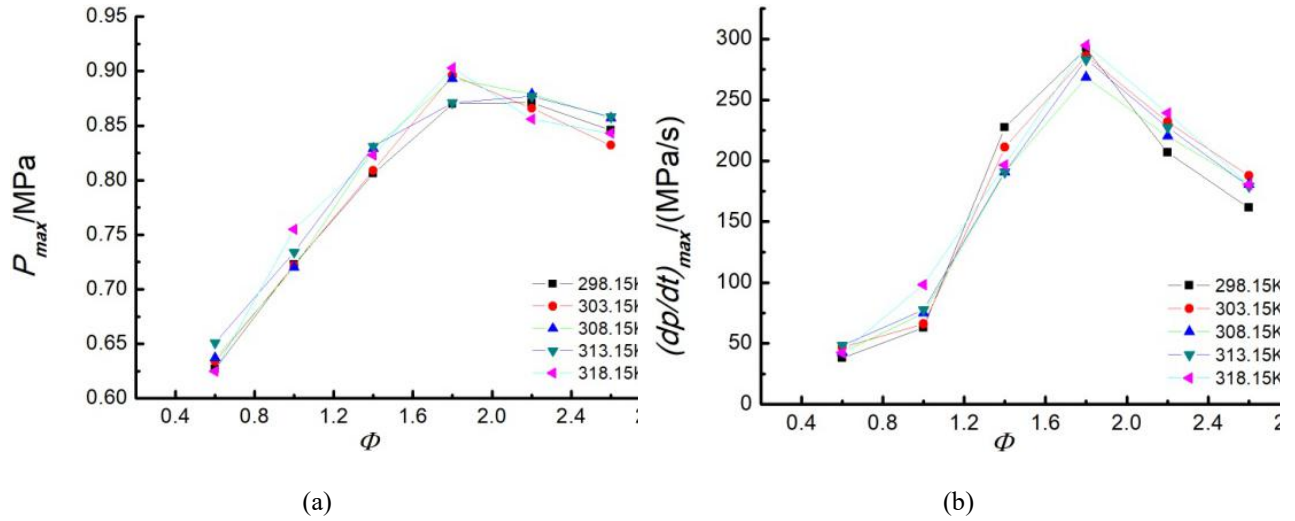 0.95
0.90
0.85
0.80
0.75
0.70
0.65
0.60
P_max/MPa
298.15K
303.15K
308.15K
313.15K
318.15K
0.4 0.8 1.2 1.6 2.0 2.4 2
Φ
(a)
300
250
200
150
100
50
0
(dp/dt)_max/(MPa/s)
298.15K
303.15K
308.15K
313.15K
318.15K
0.4 0.8 1.2 1.6 2.0 2.4 2
Φ
(b)